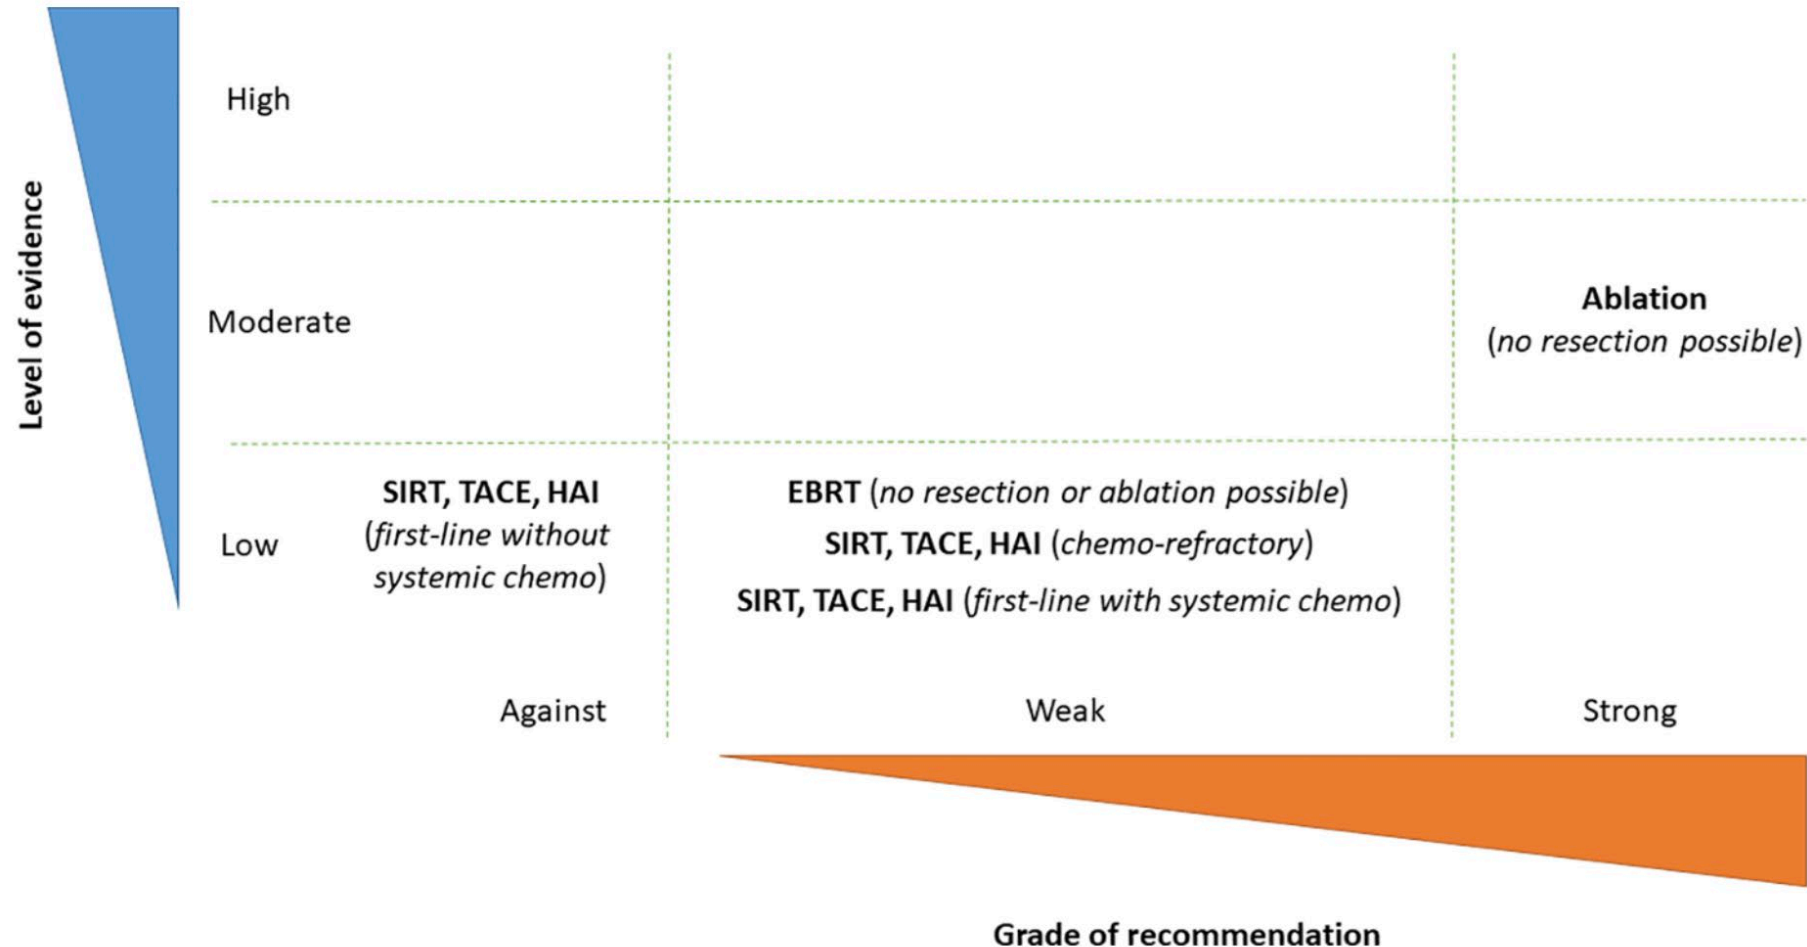 Level of evidence
High
Moderate
Ablation
(no resection possible)
Low
SIRT, TACE, HAI
(first-line without
systemic chemo)
EBRT (no resection or ablation possible)
SIRT, TACE, HAI (chemo-refractory)
SIRT, TACE, HAI (first-line with systemic chemo)
Against
Weak
Strong
Grade of recommendation